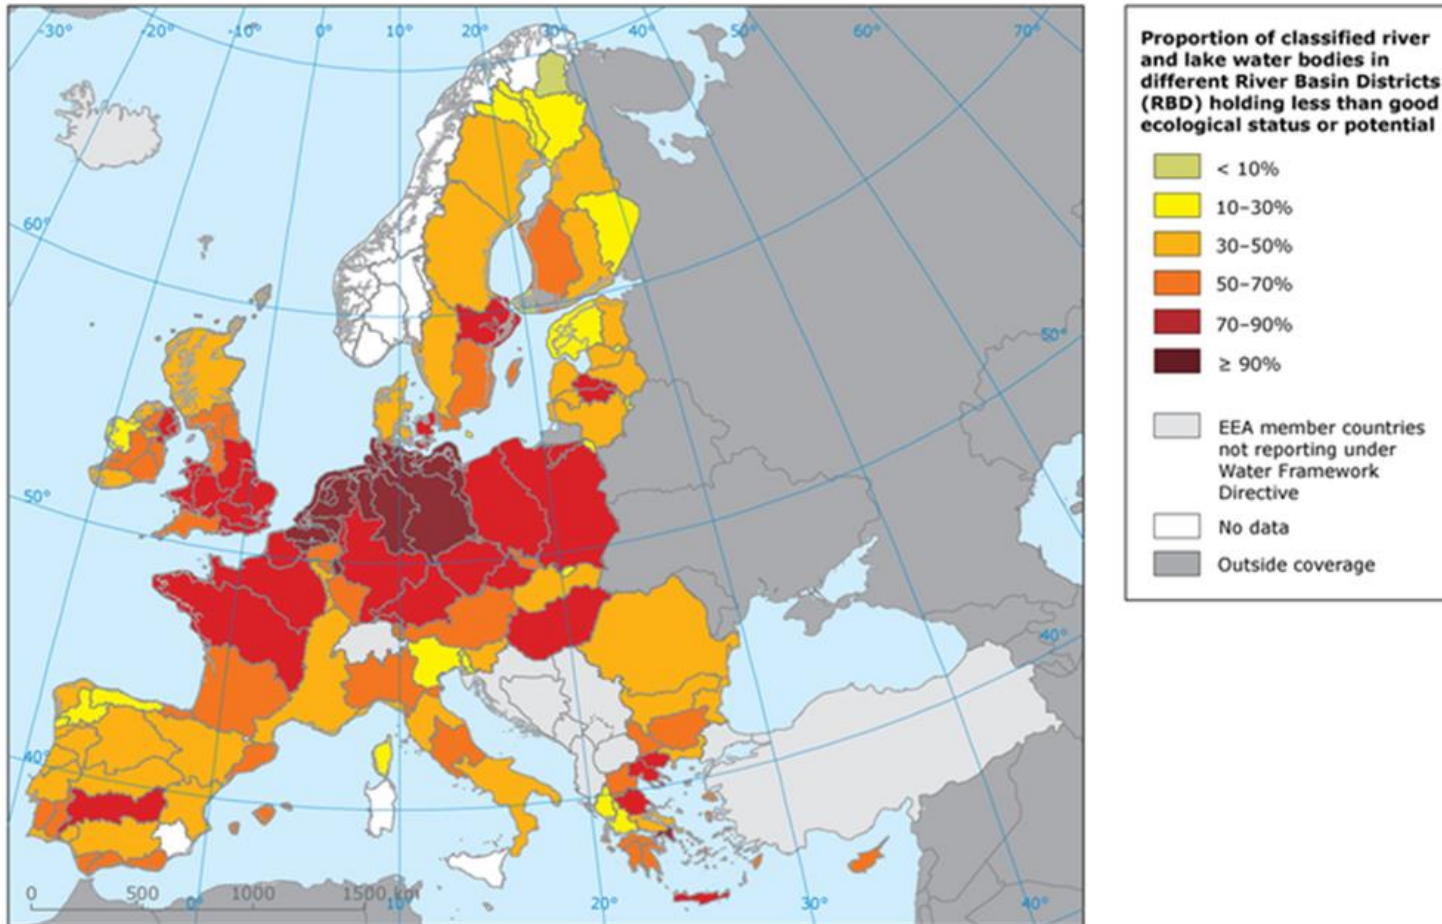 -30°
-20°
-10°
0°
10°
20°
30°
40°
50°
60°
70°
60°
50°
50°
40°
40°
0 500 1000 1500 km
0°
10°
20°
30°
40°
Proportion of classified river
and lake water bodies in
different River Basin Districts
(RBD) holding less than good
ecological status or potential
< 10%
10–30%
30–50%
50–70%
70–90%
≥ 90%
EEA member countries
not reporting under
Water Framework
Directive
No data
Outside coverage